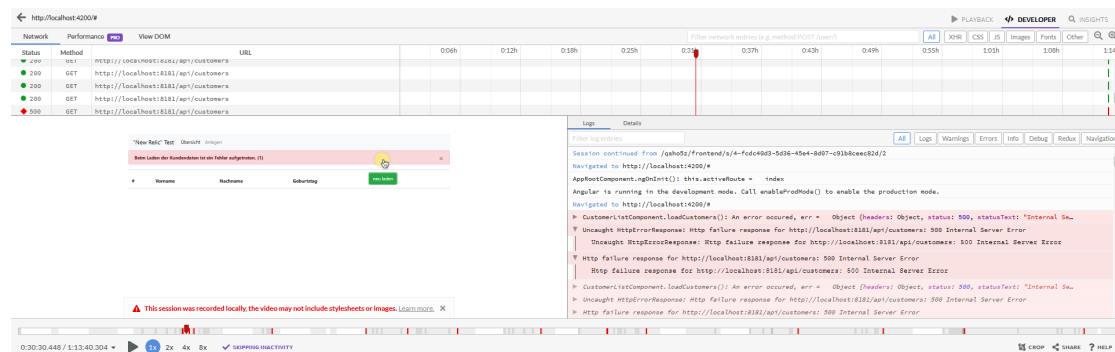 http://localhost:4200/#
PLAYBACK DEVELOPER INSIGHTS
Network Performance PRO View DOM
Filter network entries (e.g. method:POST /user/)
All XHR CSS JS Images Fonts Other
Status Method URL
0:06h 0:12h 0:18h 0:25h 0:31h 0:37h 0:43h 0:49h 0:55h 1:01h 1:08h 1:14
200 GET http://localhost:8181/api/customers
200 GET http://localhost:8181/api/customers
200 GET http://localhost:8181/api/customers
200 GET http://localhost:8181/api/customers
500 GET http://localhost:8181/api/customers
"New Relic" Test Übersicht Anlegen
Beim Laden der Kundendaten ist ein Fehler aufgetreten. (1) ×
# Vorname Nachname Geburtstag neu laden
This session was recorded locally, the video may not include stylesheets or images. Learn more. ×
Logs Details
Filter log entries
All Logs Warnings Errors Info Debug Redux Navigation
Navigated to http://localhost:4200/#
AppRootComponent.ngOnInit(): this.activeRoute = index
Angular is running in the development mode. Call enableProdMode() to enable the production mode.
Navigated to http://localhost:4200/#
CustomerListComponent.loadCustomers(): An error occured, err = Object {headers: Object, status: 500, statusText: "Internal Se…
Uncaught HttpErrorResponse: Http failure response for http://localhost:8181/api/customers: 500 Internal Server Error
Uncaught HttpErrorResponse: Http failure response for http://localhost:8181/api/customers: 500 Internal Server Error
Http failure response for http://localhost:8181/api/customers: 500 Internal Server Error
Http failure response for http://localhost:8181/api/customers: 500 Internal Server Error
CustomerListComponent.loadCustomers(): An error occured, err = Object {headers: Object, status: 500, statusText: "Internal Se…
Uncaught HttpErrorResponse: Http failure response for http://localhost:8181/api/customers: 500 Internal Server Error
Http failure response for http://localhost:8181/api/customers: 500 Internal Server Error
0:30:30.448 / 1:13:40.304 1x 2x 4x 8x SKIPPING INACTIVITY
CROP SHARE ? HELP